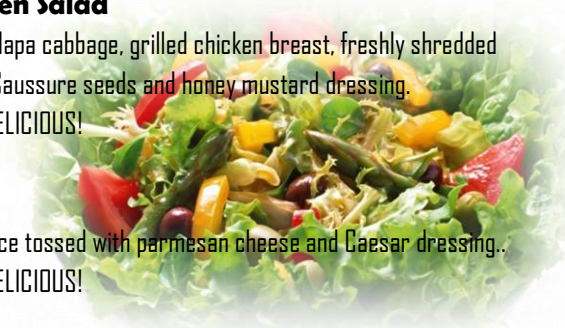 en Salad
Napa cabbage, grilled chicken breast, freshly shredded
Saussure seeds and honey mustard dressing.
ELICIOUS!
ce tossed with parmesan cheese and Caesar dressing..
ELICIOUS!